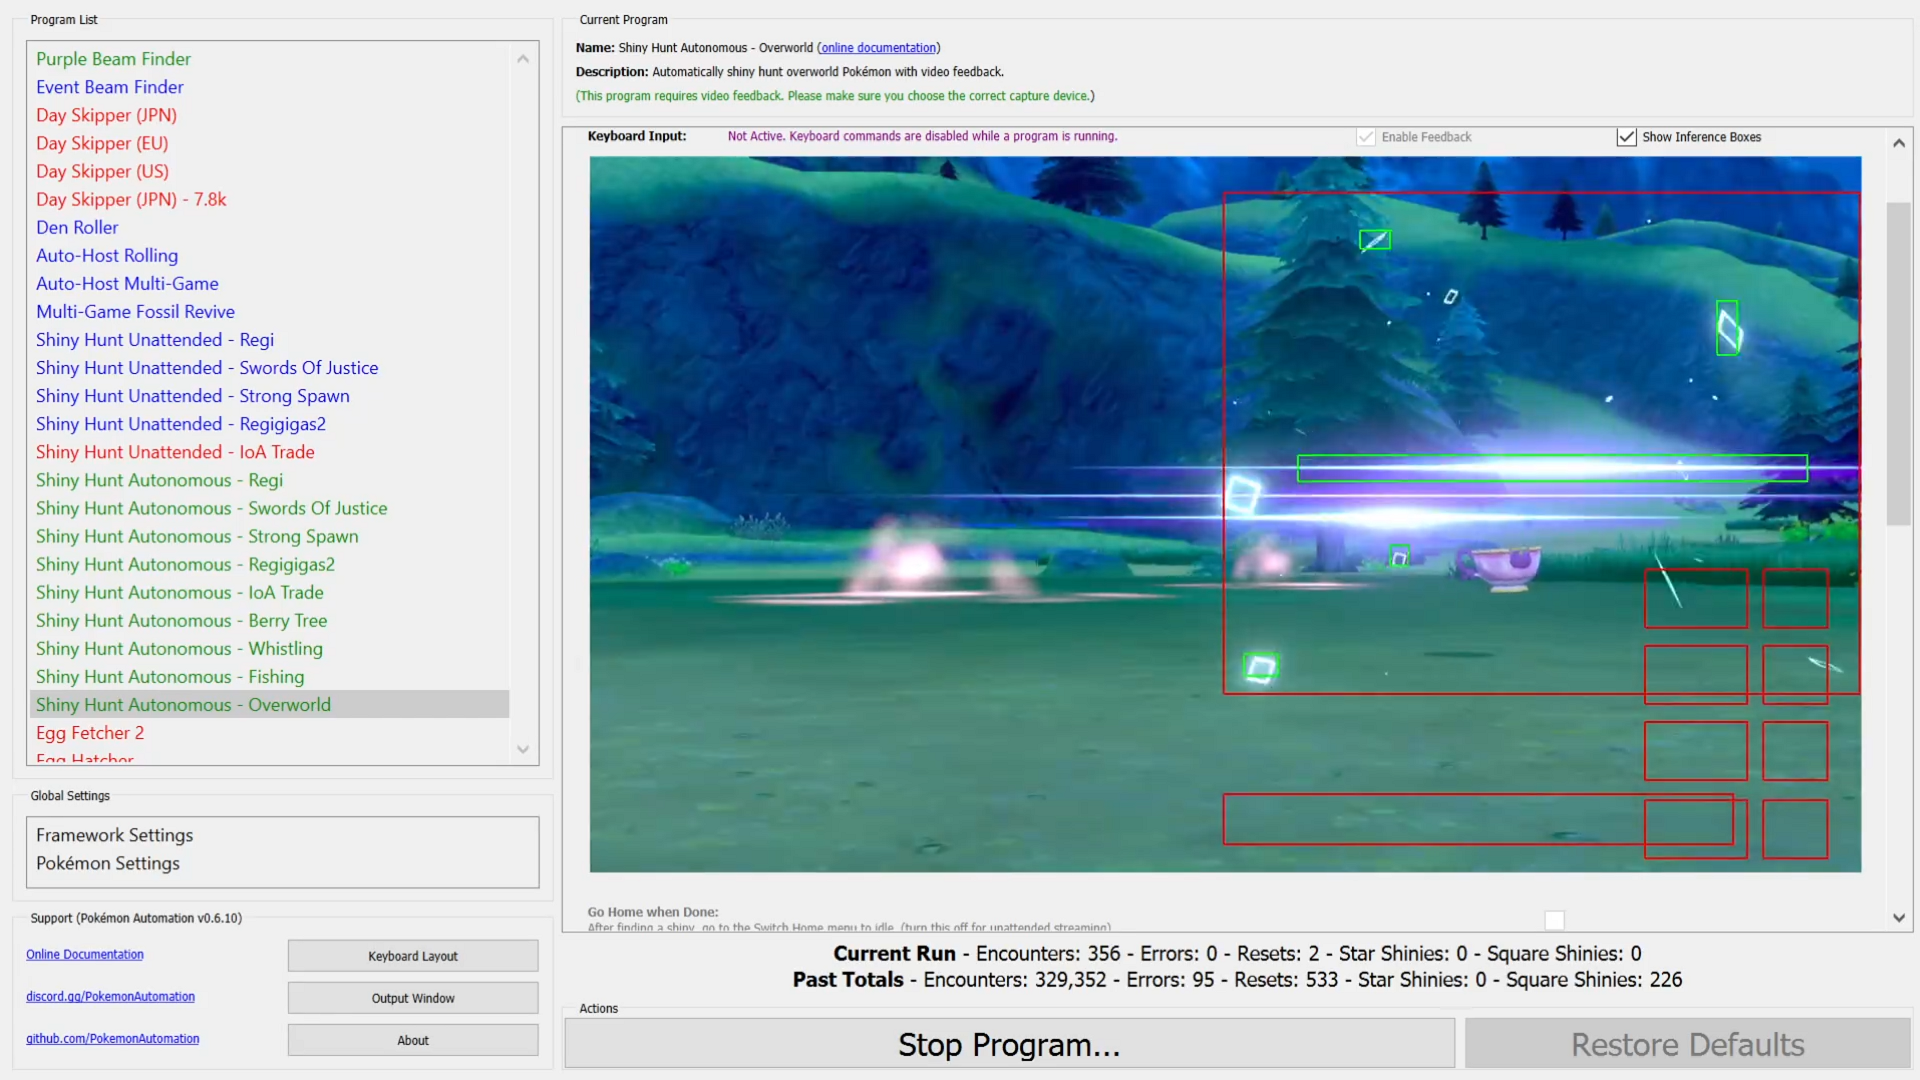 Program List
Purple Beam Finder
Event Beam Finder
Day Skipper (JPN)
Day Skipper (EU)
Day Skipper (US)
Day Skipper (JPN) - 7.8k
Den Roller
Auto-Host Rolling
Auto-Host Multi-Game
Multi-Game Fossil Revive
Shiny Hunt Unattended - Regi
Shiny Hunt Unattended - Swords Of Justice
Shiny Hunt Unattended - Strong Spawn
Shiny Hunt Unattended - Regigigas2
Shiny Hunt Unattended - IoA Trade
Shiny Hunt Autonomous - Regi
Shiny Hunt Autonomous - Swords Of Justice
Shiny Hunt Autonomous - Strong Spawn
Shiny Hunt Autonomous - Regigigas2
Shiny Hunt Autonomous - IoA Trade
Shiny Hunt Autonomous - Berry Tree
Shiny Hunt Autonomous - Whistling
Shiny Hunt Autonomous - Fishing
Shiny Hunt Autonomous - Overworld
Egg Fetcher 2
Egg Hatcher
Global Settings
Framework Settings
Pokémon Settings
Support (Pokémon Automation v0.6.10)
Online Documentation
Keyboard Layout
discord.gg/PokemonAutomation
Output Window
github.com/PokemonAutomation
About
Current Program
Name: Shiny Hunt Autonomous - Overworld (online documentation)
Description: Automatically shiny hunt overworld Pokémon with video feedback.
(This program requires video feedback. Please make sure you choose the correct capture device.)
Keyboard Input: Not Active. Keyboard commands are disabled while a program is running.
Enable Feedback
Show Inference Boxes
Go Home when Done:
After finding a shiny, go to the Switch Home menu to idle. (turn this off for unattended streaming)
Current Run - Encounters: 356 - Errors: 0 - Resets: 2 - Star Shinies: 0 - Square Shinies: 0
Past Totals - Encounters: 329,352 - Errors: 95 - Resets: 533 - Star Shinies: 0 - Square Shinies: 226
Actions
Stop Program...
Restore Defaults